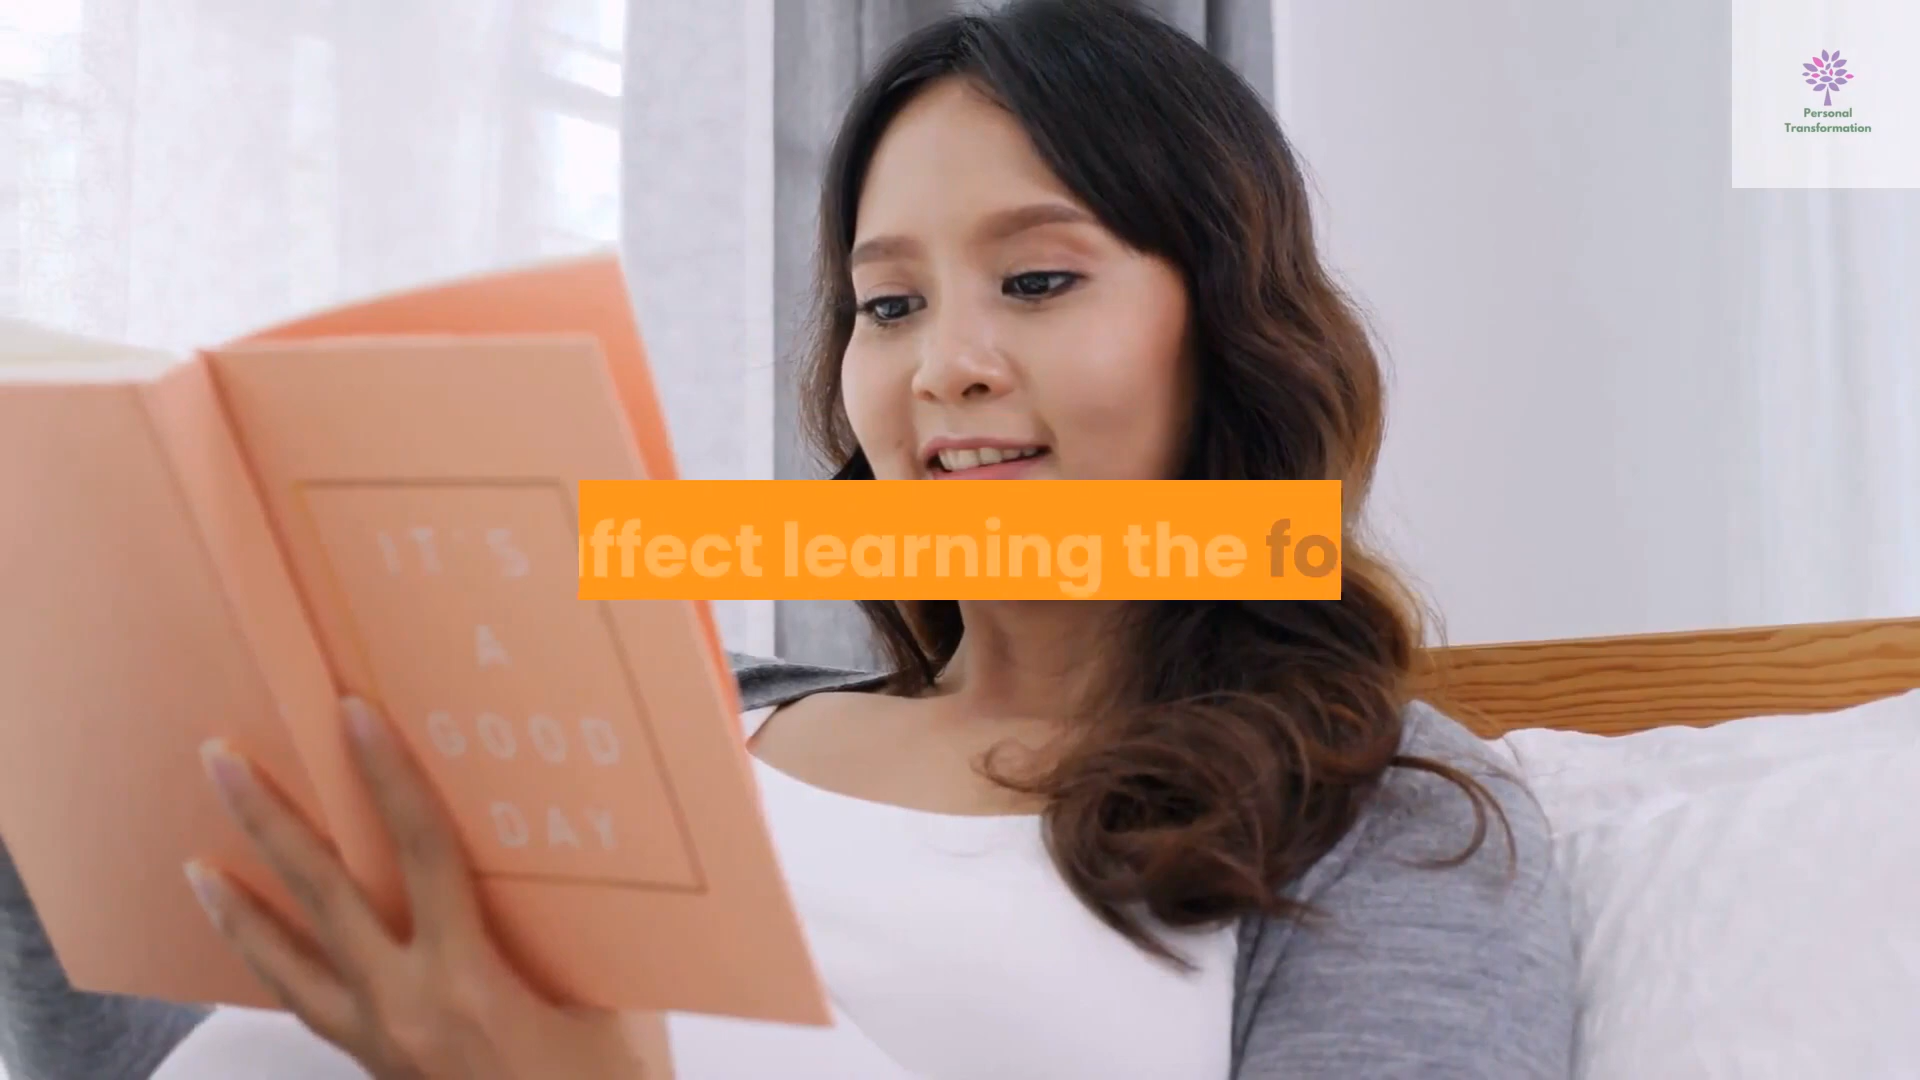 Personal
Transformation
ffect learning the fo
IT'S
A
GOOD
DAY